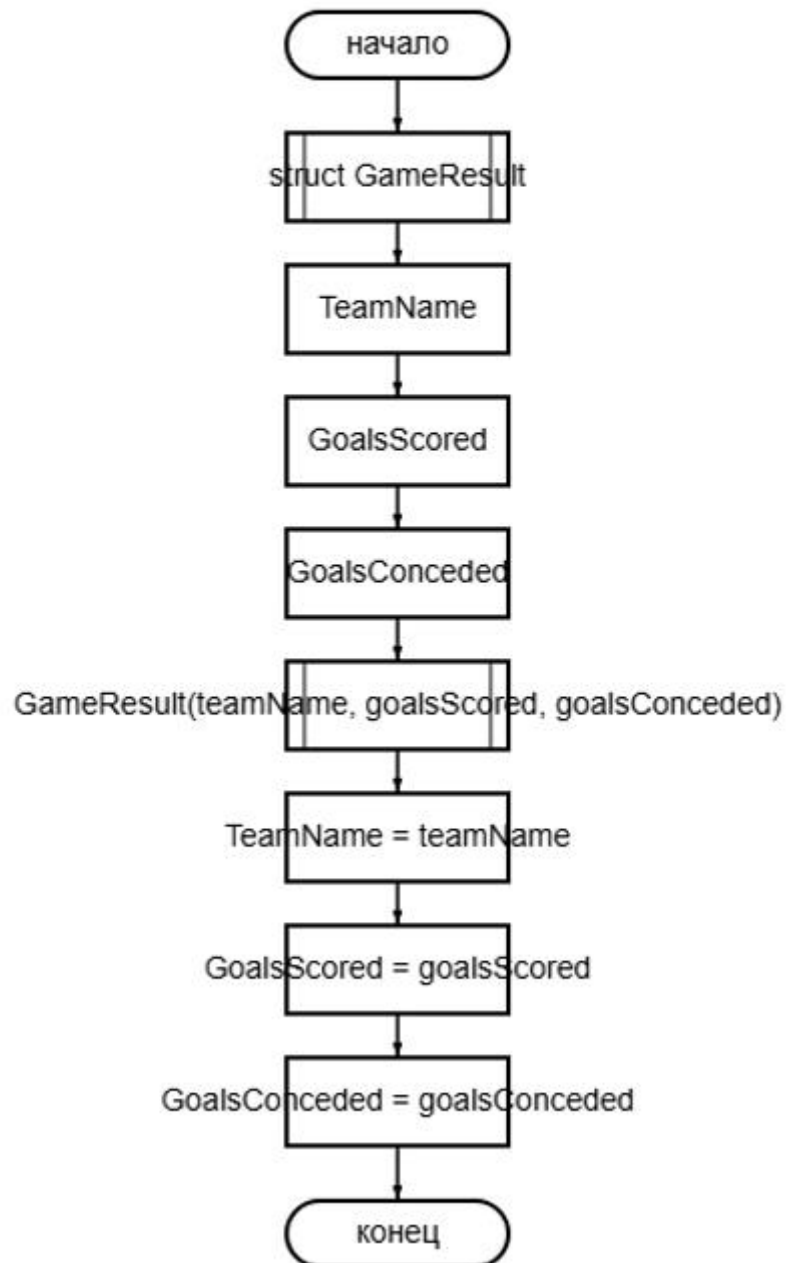 начало
struct GameResult
TeamName
GoalsScored
GoalsConceded
GameResult(teamName, goalsScored, goalsConceded)
TeamName = teamName
GoalsScored = goalsScored
GoalsConceded = goalsConceded
конец